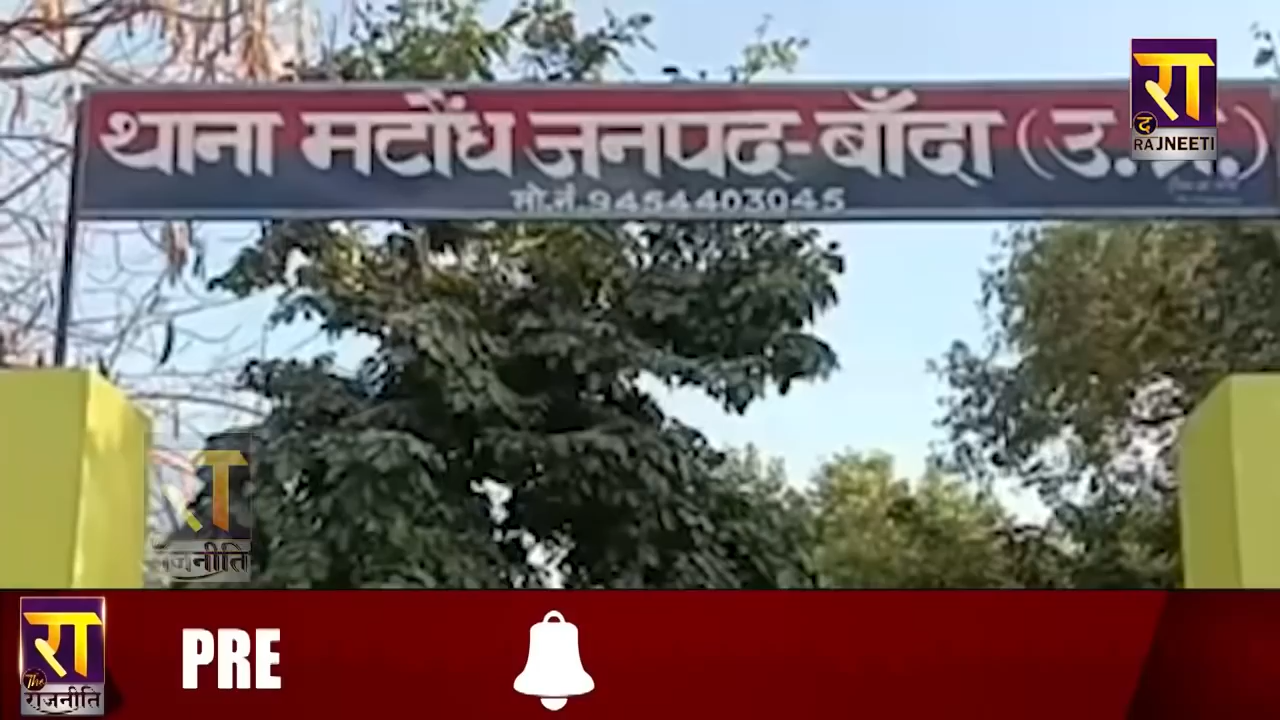 थाना मटौंध जनपद-बाँदा (उ.प्र.)
मो.नं.9454403045
रा
द
RAJNEETI
रा
राजनीति
रा
The
राजनीति
PRE